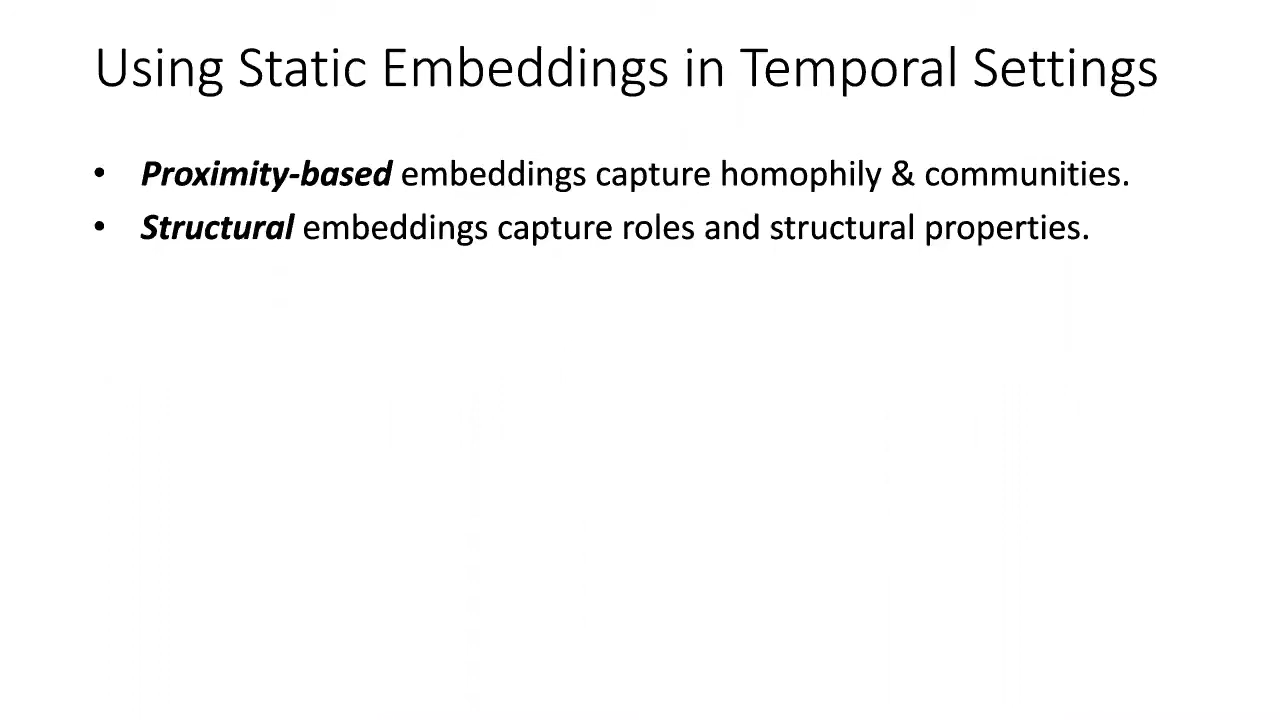 Using Static Embeddings in Temporal Settings
• Proximity-based embeddings capture homophily & communities.
• Structural embeddings capture roles and structural properties.